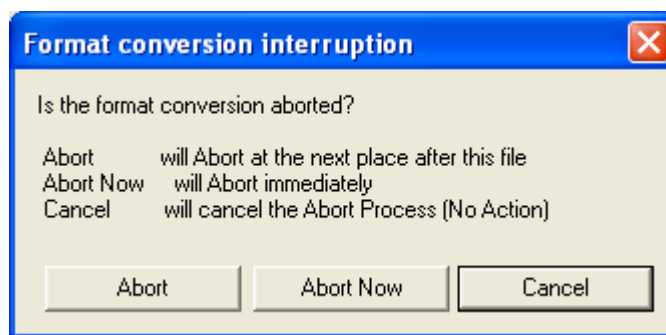 Format conversion interruption
Is the format conversion aborted?
Abort will Abort at the next place after this file
Abort Now will Abort immediately
Cancel will cancel the Abort Process (No Action)
Abort Abort Now Cancel